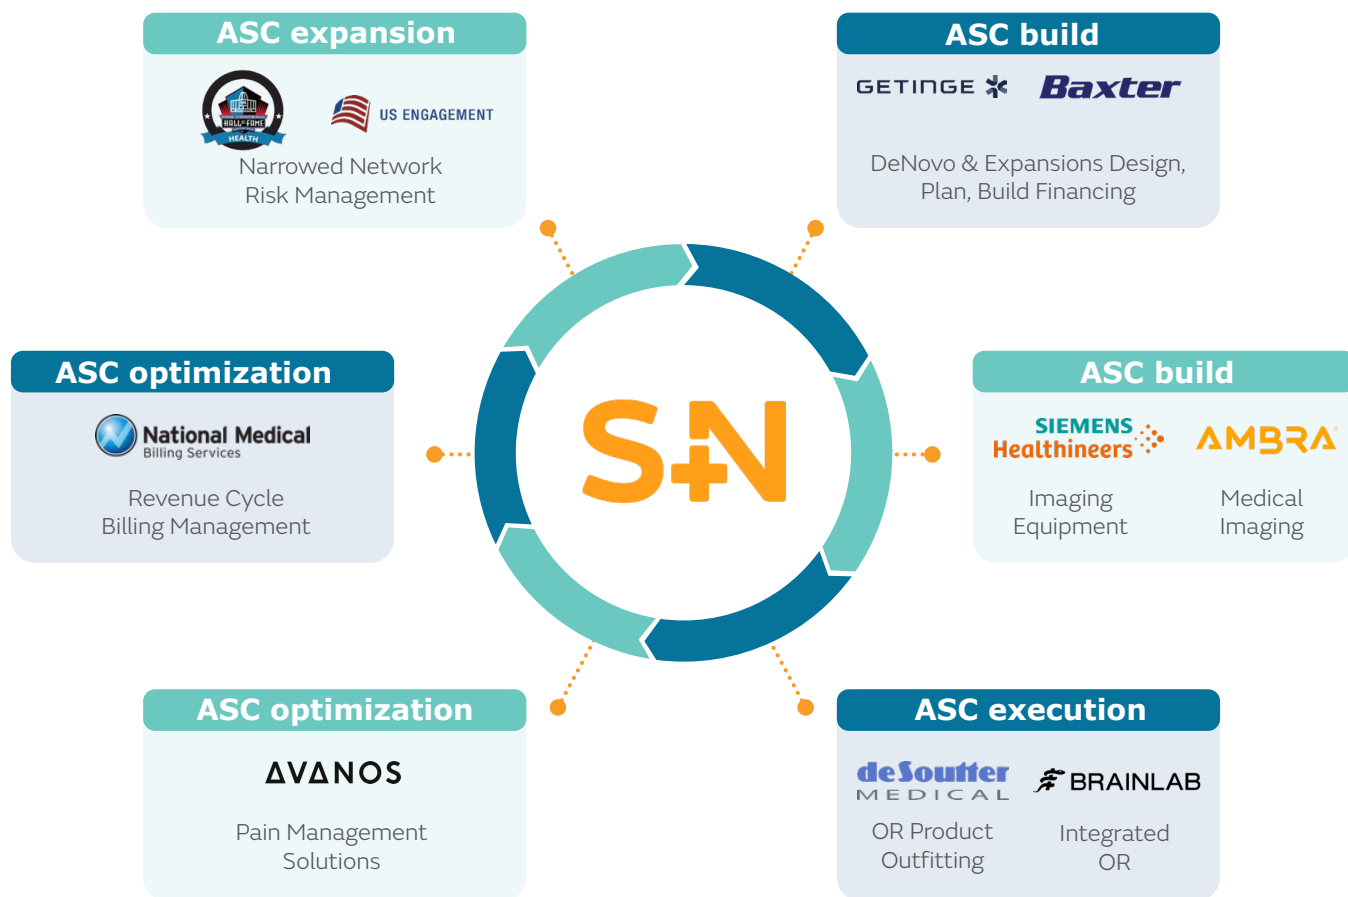 ASC expansion
HALL of FAME
HEALTH
US ENGAGEMENT
Narrowed Network
Risk Management
ASC build
GETINGE
Baxter
DeNovo & Expansions Design,
Plan, Build Financing
ASC optimization
National Medical
Billing Services
Revenue Cycle
Billing Management
S+N
ASC build
SIEMENS
Healthineers
AMBRA
Imaging
Equipment
Medical
Imaging
ASC optimization
AVANOS
Pain Management
Solutions
ASC execution
deSoutter
MEDICAL
BRAINLAB
OR Product
Outfitting
Integrated
OR